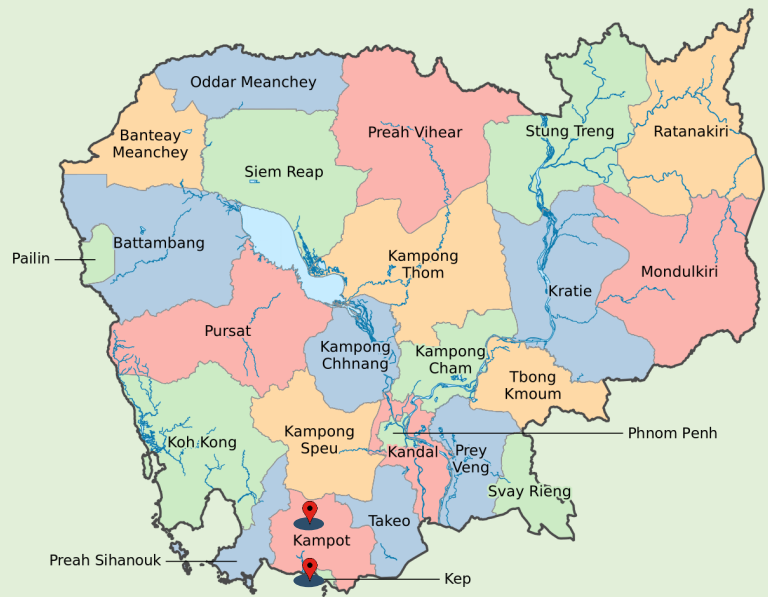 Oddar Meanchey
Banteay
Meanchey
Preah Vihear
Stung Treng
Ratanakiri
Siem Reap
Battambang
Pailin
Kampong
Thom
Kratie
Mondulkiri
Pursat
Kampong
Chhnang
Kampong
Cham
Tbong
Kmoum
Koh Kong
Kampong
Speu
Kandal
Phnom Penh
Prey
Veng
Svay Rieng
Takeo
Kampot
Preah Sihanouk
Kep